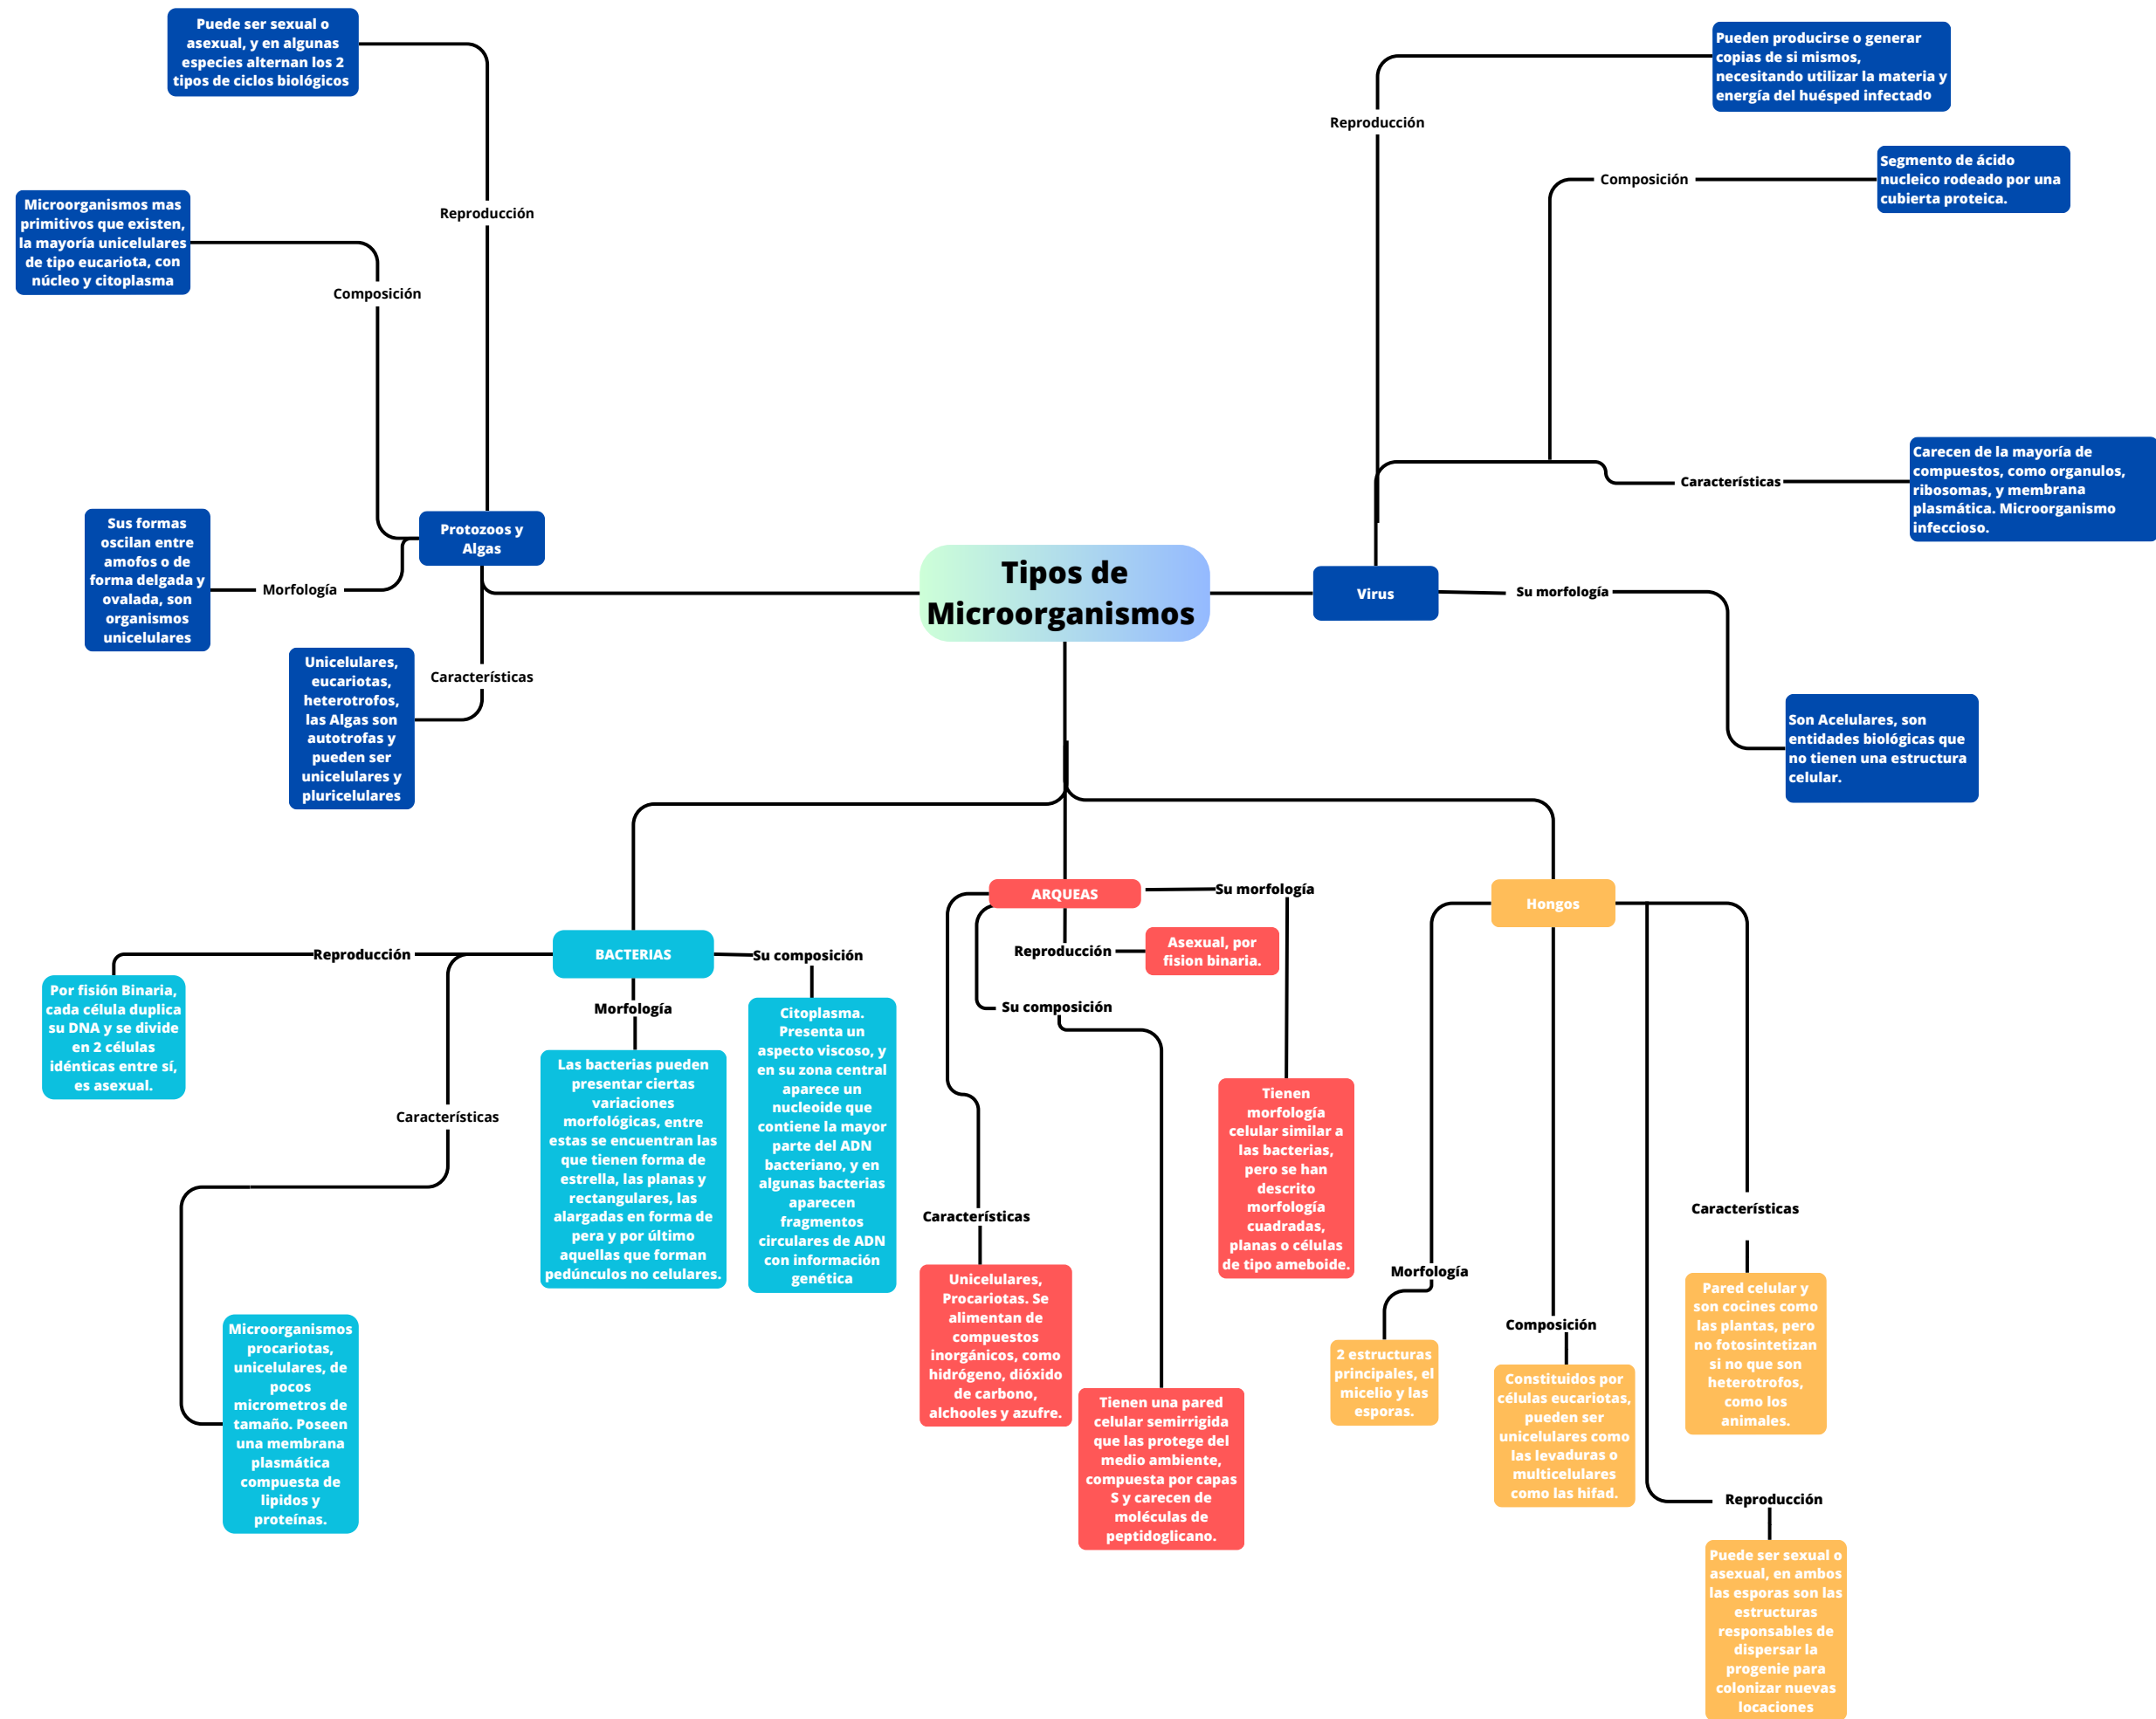 Puede ser sexual o
asexual, y en algunas
especies alternan los 2
tipos de ciclos biológicos
Reproducción
Microorganismos mas
primitivos que existen,
la mayoría unicelulares
de tipo eucariota, con
núcleo y citoplasma
Composición
Sus formas
oscilan entre
amofos o de
forma delgada y
ovalada, son
organismos
unicelulares
Morfología
Protozoos y
Algas
Unicelulares,
eucariotas,
heterotrofos,
las Algas son
autotrofas y
pueden ser
unicelulares y
pluricelulares
Características
Tipos de
Microorganismos
Pueden producirse o generar
copias de si mismos,
necesitando utilizar la materia y
energía del huésped infectado
Reproducción
Segmento de ácido
nucleico rodeado por una
cubierta proteica.
Composición
Carecen de la mayoría de
compuestos, como organulos,
ribosomas, y membrana
plasmática. Microorganismo
infeccioso.
Características
Virus
Su morfología
Son Acelulares, son
entidades biológicas que
no tienen una estructura
celular.
BACTERIAS
Reproducción
Por fisión Binaria,
cada célula duplica
su DNA y se divide
en 2 células
idénticas entre sí,
es asexual.
Características
Microorganismos
procariotas,
unicelulares, de
pocos
micrometros de
tamaño. Poseen
una membrana
plasmática
compuesta de
lipidos y
proteínas.
Morfología
Las bacterias pueden
presentar ciertas
variaciones
morfológicas, entre
estas se encuentran las
que tienen forma de
estrella, las planas y
rectangulares, las
alargadas en forma de
pera y por último
aquellas que forman
pedúnculos no celulares.
Su composición
Citoplasma.
Presenta un
aspecto viscoso, y
en su zona central
aparece un
nucleoide que
contiene la mayor
parte del ADN
bacteriano, y en
algunas bacterias
aparecen
fragmentos
circulares de ADN
con información
genética
ARQUEAS
Su morfología
Tienen
morfología
celular similar a
las bacterias,
pero se han
descrito
morfología
cuadradas,
planas o células
de tipo ameboide.
Reproducción
Asexual, por
fision binaria.
Su composición
Tienen una pared
celular semirrigida
que las protege del
medio ambiente,
compuesta por capas
S y carecen de
moléculas de
peptidoglicano.
Características
Unicelulares,
Procariotas. Se
alimentan de
compuestos
inorgánicos, como
hidrógeno, dióxido
de carbono,
alchooles y azufre.
Hongos
Morfología
2 estructuras
principales, el
micelio y las
esporas.
Composición
Constituidos por
células eucariotas,
pueden ser
unicelulares como
las levaduras o
multicelulares
como las hifad.
Características
Pared celular y
son cocines como
las plantas, pero
no fotosintetizan
si no que son
heterotrofos,
como los
animales.
Reproducción
Puede ser sexual o
asexual, en ambos
las esporas son las
estructuras
responsables de
dispersar la
progenie para
colonizar nuevas
locaciones